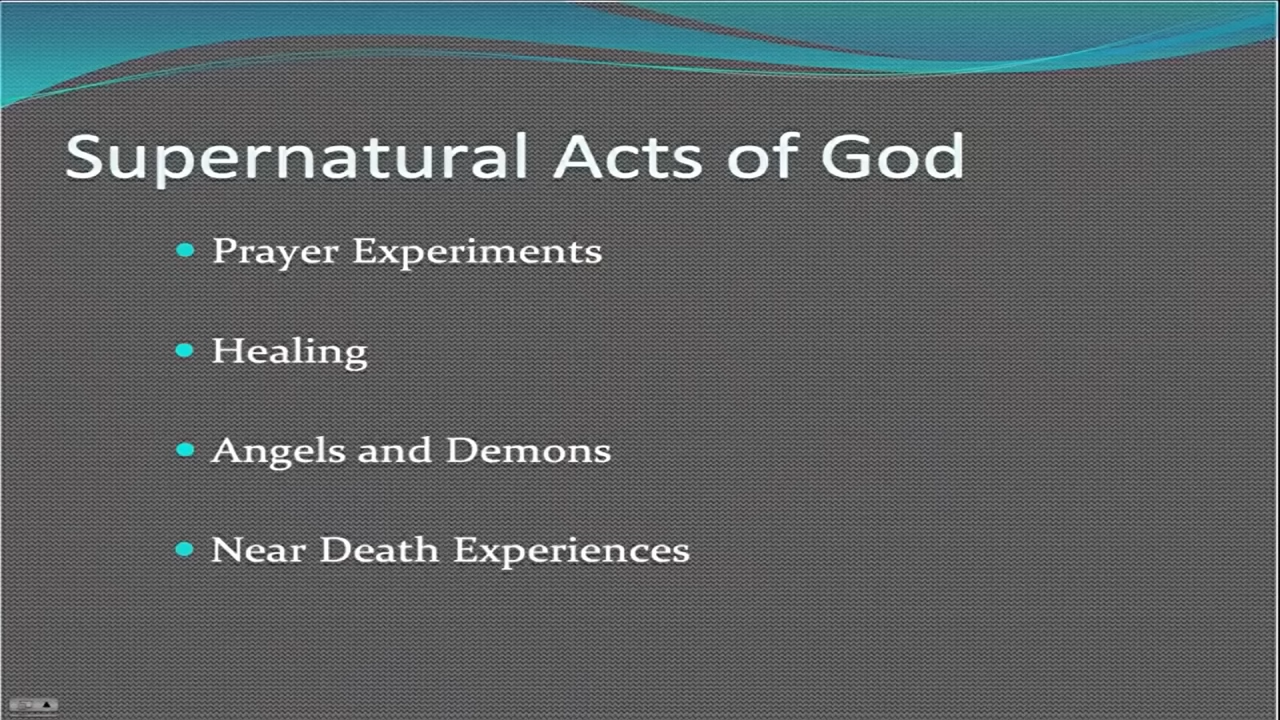 Supernatural Acts of God
Prayer Experiments
Healing
Angels and Demons
Near Death Experiences